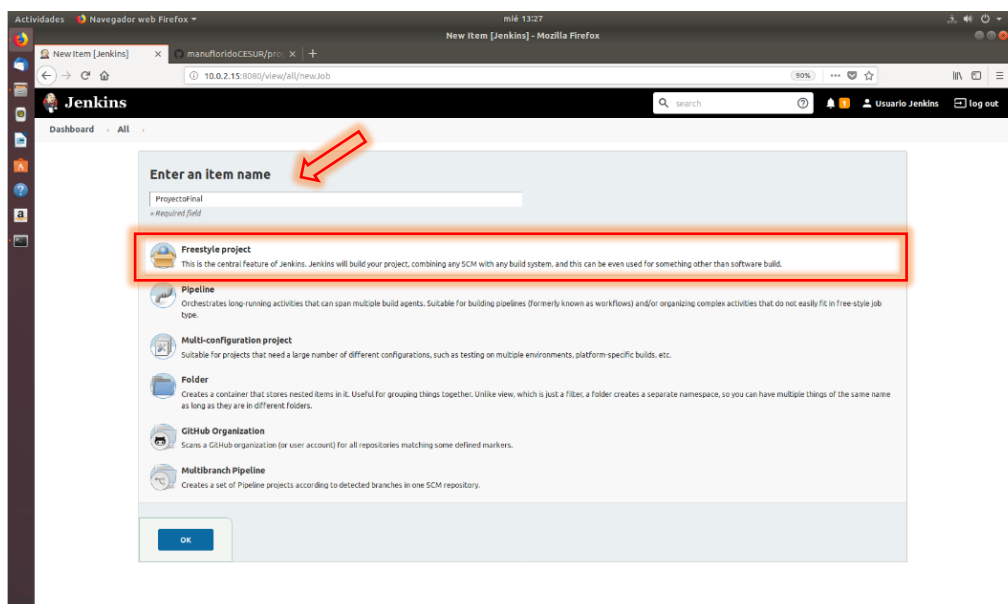 Actividades Navegador web Firefox mié 13:27
New Item [Jenkins] - Mozilla Firefox
New Item [Jenkins] manufloridoCESUR/pro
10.0.2.15:8080/view/all/newJob 90%
Jenkins search 1 Usuario Jenkins log out
Dashboard All
Enter an item name
ProyectoFinal
» Required field
Freestyle project
This is the central feature of Jenkins. Jenkins will build your project, combining any SCM with any build system, and this can be even used for something other than software build.
Pipeline
Orchestrates long-running activities that can span multiple build agents. Suitable for building pipelines (formerly known as workflows) and/or organizing complex activities that do not easily fit in free-style job
type.
Multi-configuration project
Suitable for projects that need a large number of different configurations, such as testing on multiple environments, platform-specific builds, etc.
Folder
Creates a container that stores nested items in it. Useful for grouping things together. Unlike view, which is just a filter, a folder creates a separate namespace, so you can have multiple things of the same name
as long as they are in different folders.
GitHub Organization
Scans a GitHub organization (or user account) for all repositories matching some defined markers.
Multibranch Pipeline
Creates a set of Pipeline projects according to detected branches in one SCM repository.
OK